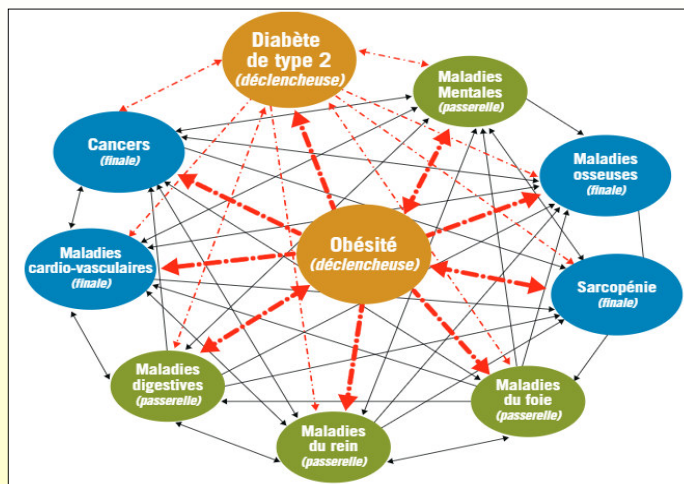 Diabète
de type 2
(déclencheuse)
Maladies
Mentales
(passerelle)
Cancers
(finale)
Maladies
osseuses
(finale)
Obésité
(déclencheuse)
Maladies
cardio-vasculaires
(finale)
Sarcopénie
(finale)
Maladies
digestives
(passerelle)
Maladies
du foie
(passerelle)
Maladies
du rein
(passerelle)